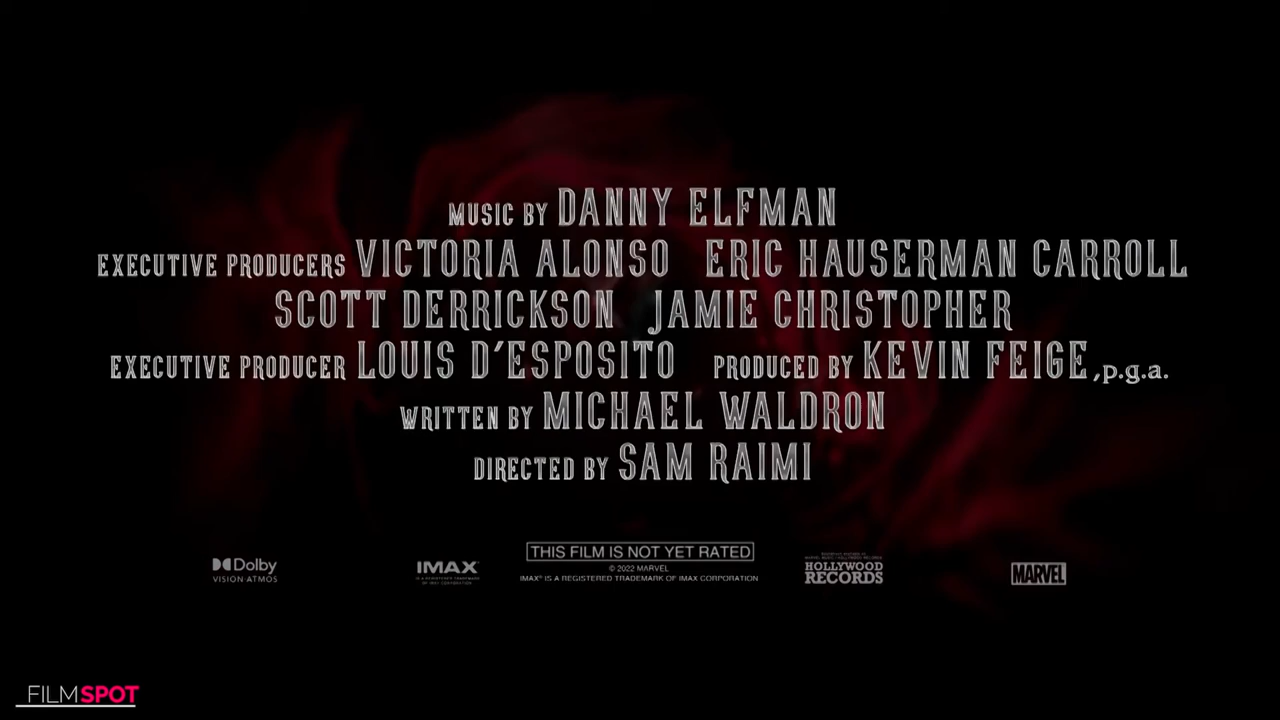 MUSIC BY DANNY ELFMAN
EXECUTIVE PRODUCERS VICTORIA ALONSO ERIC HAUSERMAN CARROLL
SCOTT DERRICKSON JAMIE CHRISTOPHER
EXECUTIVE PRODUCER LOUIS D'ESPOSITO PRODUCED BY KEVIN FEIGE, p.g.a.
WRITTEN BY MICHAEL WALDRON
DIRECTED BY SAM RAIMI
Dolby
VISION·ATMOS
IMAX
THIS FILM IS NOT YET RATED
© 2022 MARVEL
IMAX® IS A REGISTERED TRADEMARK OF IMAX CORPORATION
HOLLYWOOD
RECORDS
MARVEL
FILMSPOT